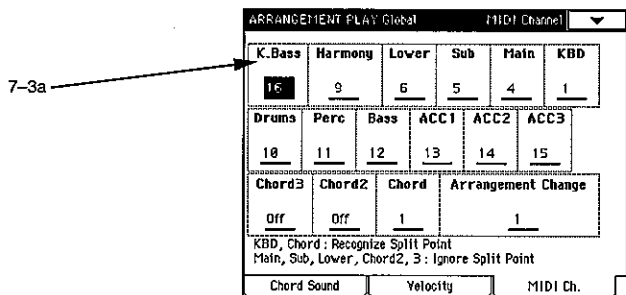 ARRANGEMENT PLAY Global MIDI Channel
7–3a
K.Bass Harmony Lower Sub Main KBD
16 9 6 5 4 1
Drums Perc Bass ACC1 ACC2 ACC3
10 11 12 13 14 15
Chord3 Chord2 Chord Arrangement Change
Off Off 1 1
KBD, Chord : Recognize Split Point
Main, Sub, Lower, Chord2, 3 : Ignore Split Point
Chord Sound Velocity MIDI Ch.